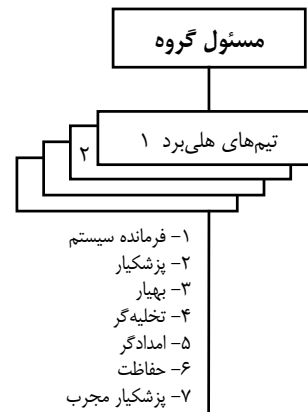 مسئول گروه
تیم‌های هلی‌برد ۱
۲
۱- فرمانده سیستم
۲- پزشکیار
۳- بهیار
۴- تخلیه‌گر
۵- امدادگر
۶- حفاظت
۷- پزشکیار مجرب